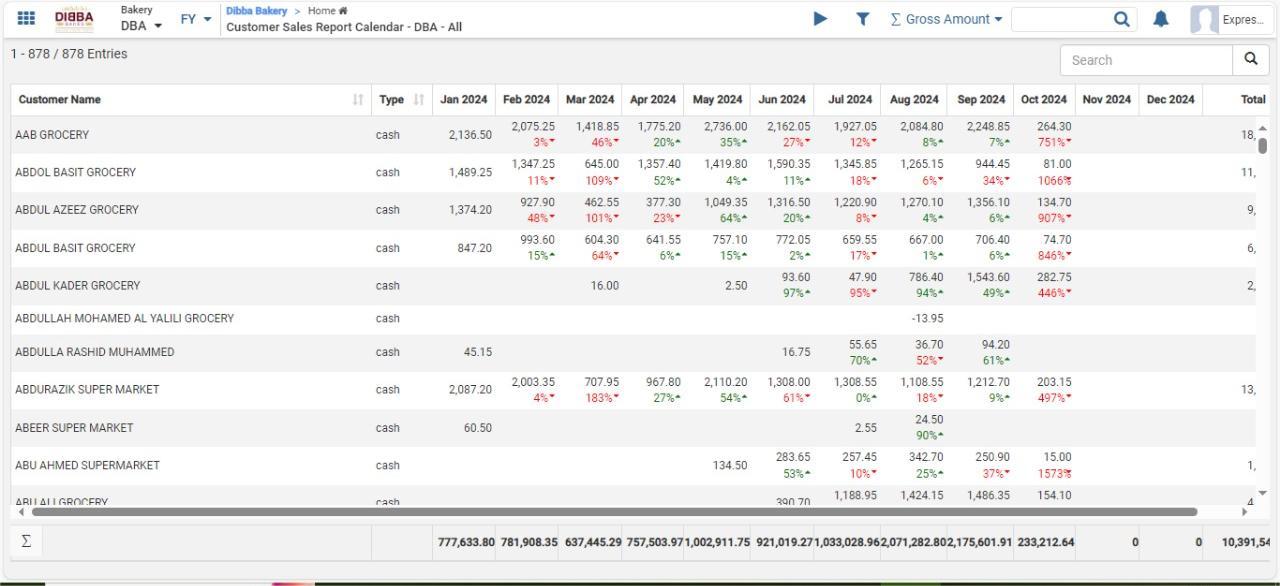 Bakery
DBA
FY
DIBBA
Dibba Bakery > Home
Customer Sales Report Calendar - DBA - All
Σ Gross Amount
Expres...
1 - 878 / 878 Entries
Search
Customer Name Type Jan 2024 Feb 2024 Mar 2024 Apr 2024 May 2024 Jun 2024 Jul 2024 Aug 2024 Sep 2024 Oct 2024 Nov 2024 Dec 2024 Total
AAB GROCERY cash 2,136.50 2,075.25 1,418.85 1,775.20 2,736.00 2,162.05 1,927.05 2,084.80 2,248.85 264.30 18,
3% 46% 20% 35% 27% 12% 8% 7% 751%
ABDOL BASIT GROCERY cash 1,489.25 1,347.25 645.00 1,357.40 1,419.80 1,590.35 1,345.85 1,265.15 944.45 81.00 11,
11% 109% 52% 4% 11% 18% 6% 34% 1066%
ABDUL AZEEZ GROCERY cash 1,374.20 927.90 462.55 377.30 1,049.35 1,316.50 1,220.90 1,270.10 1,356.10 134.70 9,
48% 101% 23% 64% 20% 8% 4% 6% 907%
ABDUL BASIT GROCERY cash 847.20 993.60 604.30 641.55 757.10 772.05 659.55 667.00 706.40 74.70 6,
15% 64% 6% 15% 2% 17% 1% 6% 846%
ABDUL KADER GROCERY cash 16.00 2.50 93.60 47.90 786.40 1,543.60 282.75 2,
97% 95% 94% 49% 446%
ABDULLAH MOHAMED AL YALILI GROCERY cash -13.95
ABDULLA RASHID MUHAMMED cash 45.15 16.75 55.65 36.70 94.20
70% 52% 61%
ABDURAZIK SUPER MARKET cash 2,087.20 2,003.35 707.95 967.80 2,110.20 1,308.00 1,308.55 1,108.55 1,212.70 203.15 13,
4% 183% 27% 54% 61% 0% 18% 9% 497%
ABEER SUPER MARKET cash 60.50 2.55 24.50
90%
ABU AHMED SUPERMARKET cash 134.50 283.65 257.45 342.70 250.90 15.00 1,
53% 10% 25% 37% 1573%
ABU ALI GROCERY cash 390.70 1,188.95 1,424.15 1,486.35 154.10 4
Σ 777,633.80 781,908.35 637,445.29 757,503.97 1,002,911.75 921,019.27 1,033,028.96 2,071,282.80 2,175,601.91 233,212.64 0 0 10,391,54